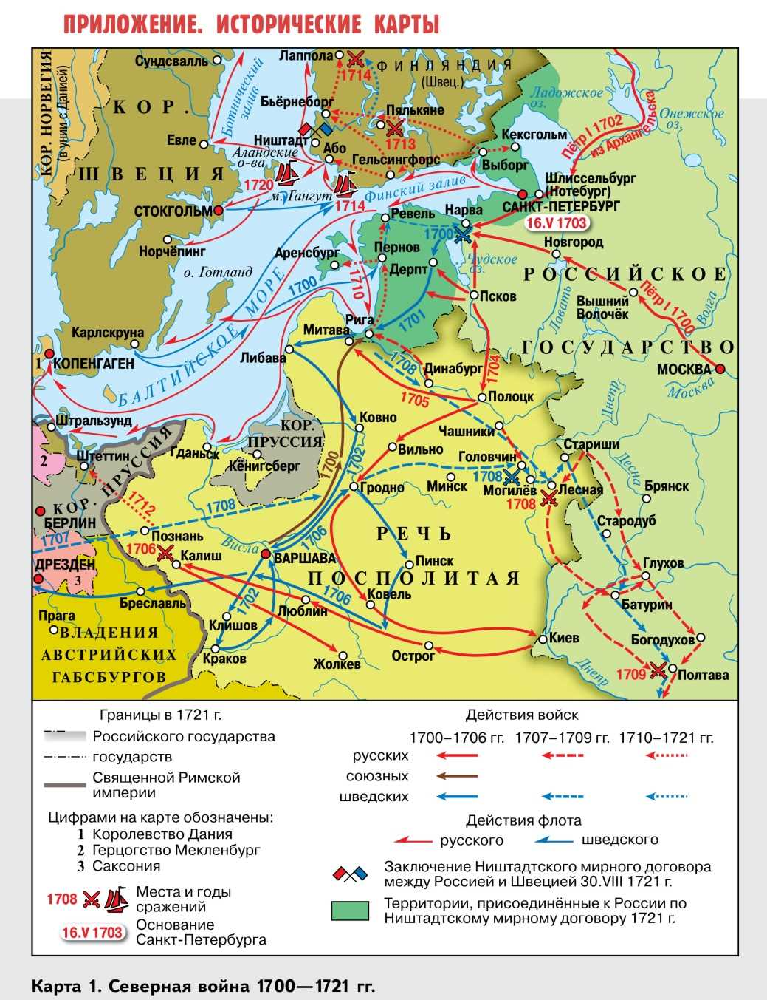 ПРИЛОЖЕНИЕ. ИСТОРИЧЕСКИЕ КАРТЫ
КОР. НОРВЕГИЯ
(в унии с Данией)
Сундсвалль
Лаппола
1714
ФИНЛЯНДИЯ
(Швец.)
КОР.
ШВЕЦИЯ
Ботнический
залив
Бьёрнеборг
Пялькяне
1713
Ладожское
оз.
Онежское
оз.
Пётр I 1702
из Архангельска
Евле
Ништадт
Або
Аландские
о-ва
Гельсингфорс
Кексгольм
Выборг
1720
м. Гангут
1714
Финский залив
Шлиссельбург
(Нотебург)
САНКТ-ПЕТЕРБУРГ
16.V 1703
СТОКГОЛЬМ
Ревель
Нарва
1700
Норчёпинг
Аренсбург
Пернов
Дерпт
Чудское
оз.
Новгород
о. Готланд
1700
1710
1701
Псков
РОССИЙСКОЕ
ГОСУДАРСТВО
Вышний
Волочёк
Пётр I 1700
Ловать
Волга
МОСКВА
Москва
Карлскруна
1
КОПЕНГАГЕН
БАЛТИЙСКОЕ МОРЕ
Рига
Митава
Либава
1708
Динабург
1704
1705
Полоцк
Днепр
Штральзунд
2
Штеттин
КОР. ПРУССИЯ
Гданьск
КОР.
ПРУССИЯ
Кёнигсберг
Ковно
1700
1702
Вильно
Чашники
Головчин
1708
Старищи
Десна
Гродно
Минск
Могилёв
Лесная
1708
Брянск
БЕРЛИН
1712
1708
1707
Познань
1706
Калиш
Висла
1706
ВАРШАВА
РЕЧЬ
ПОСПОЛИТАЯ
Пинск
Стародуб
Глухов
ДРЕЗДЕН
3
Бреславль
1702
Клишов
Люблин
1706
Ковель
Батурин
Прага
ВЛАДЕНИЯ
АВСТРИЙСКИХ
ГАБСБУРГОВ
Краков
Жолкев
Острог
Киев
Богодухов
Днепр
1709
Полтава
Границы в 1721 г.
Российского государства
государств
Священной Римской
империи
Цифрами на карте обозначены:
1 Королевство Дания
2 Герцогство Мекленбург
3 Саксония
1708
Места и годы
сражений
16.V 1703
Основание
Санкт-Петербурга
Действия войск
1700–1706 гг. 1707–1709 гг. 1710–1721 гг.
русских
союзных
шведских
Действия флота
русского
шведского
Заключение Ништадтского мирного договора
между Россией и Швецией 30.VIII 1721 г.
Территории, присоединённые к России по
Ништадтскому мирному договору 1721 г.
Карта 1. Северная война 1700—1721 гг.